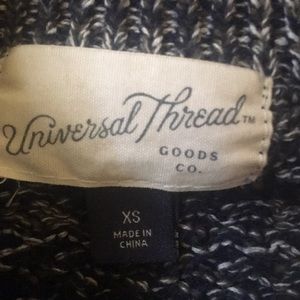 Universal Thread™
GOODS
CO.
XS
MADE IN
CHINA